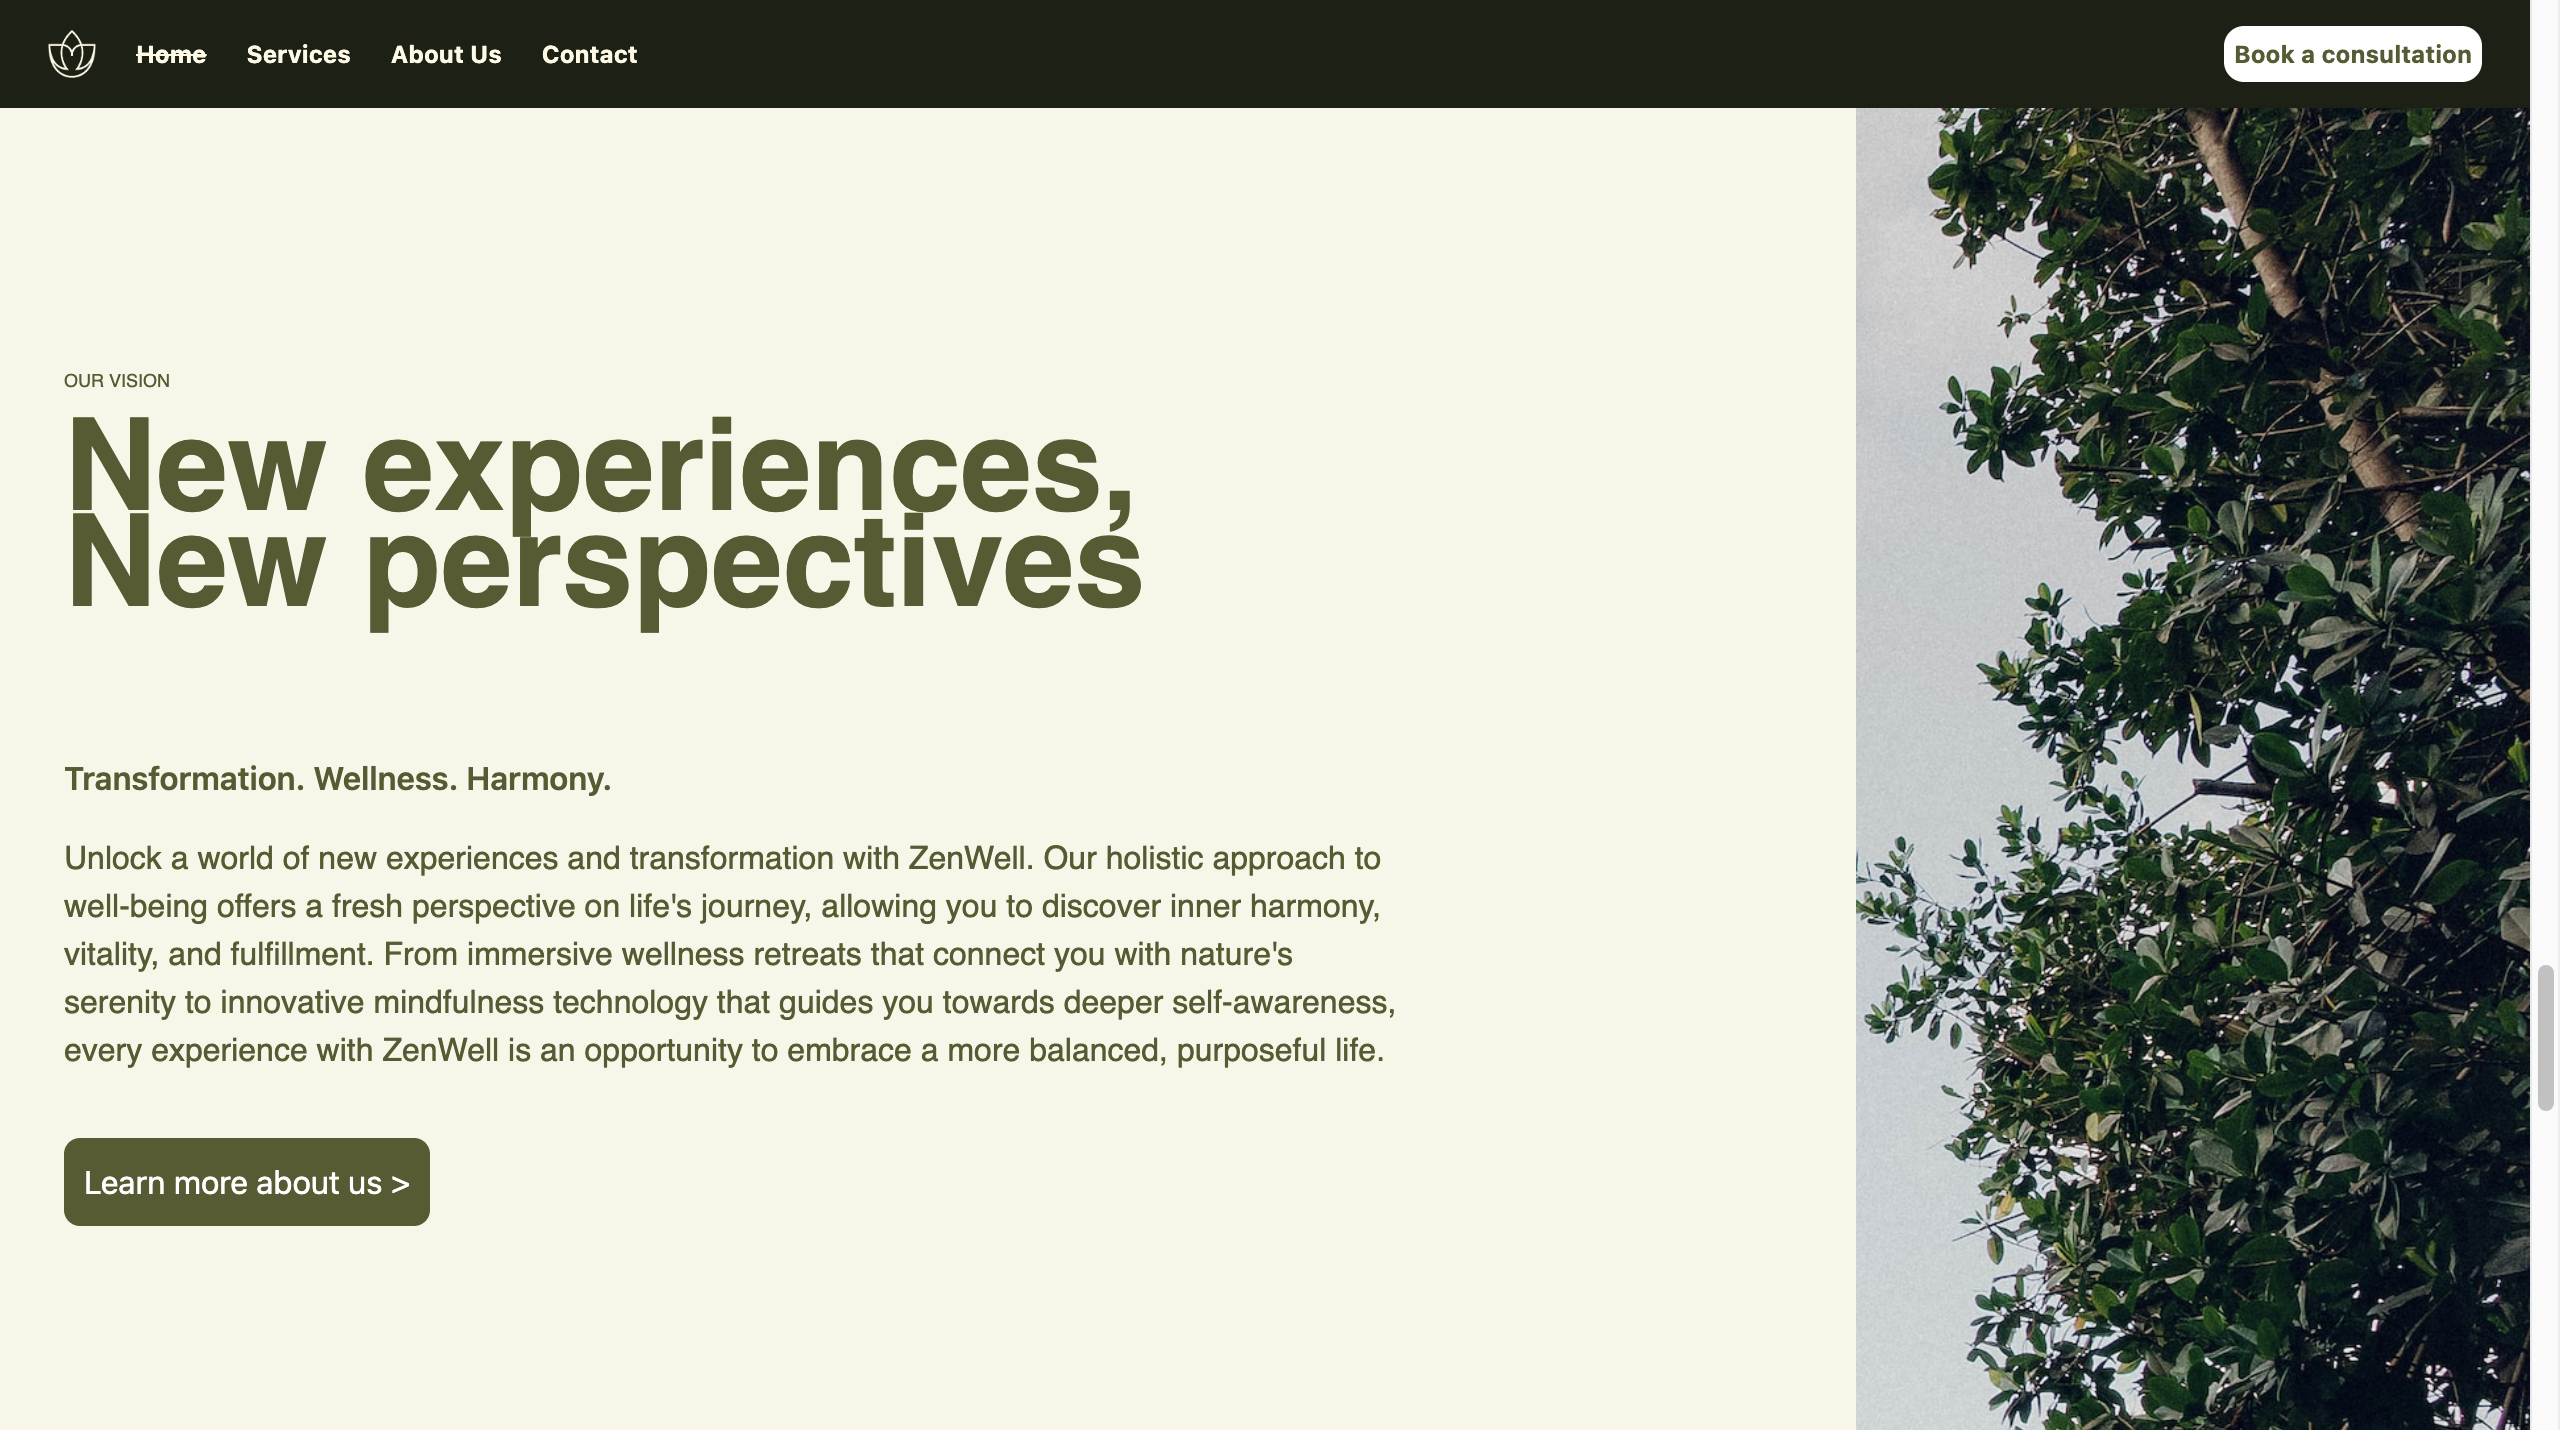 Home Services About Us Contact Book a consultation
OUR VISION
New experiences,
New perspectives
Transformation. Wellness. Harmony.
Unlock a world of new experiences and transformation with ZenWell. Our holistic approach to
well-being offers a fresh perspective on life's journey, allowing you to discover inner harmony,
vitality, and fulfillment. From immersive wellness retreats that connect you with nature's
serenity to innovative mindfulness technology that guides you towards deeper self-awareness,
every experience with ZenWell is an opportunity to embrace a more balanced, purposeful life.
Learn more about us >